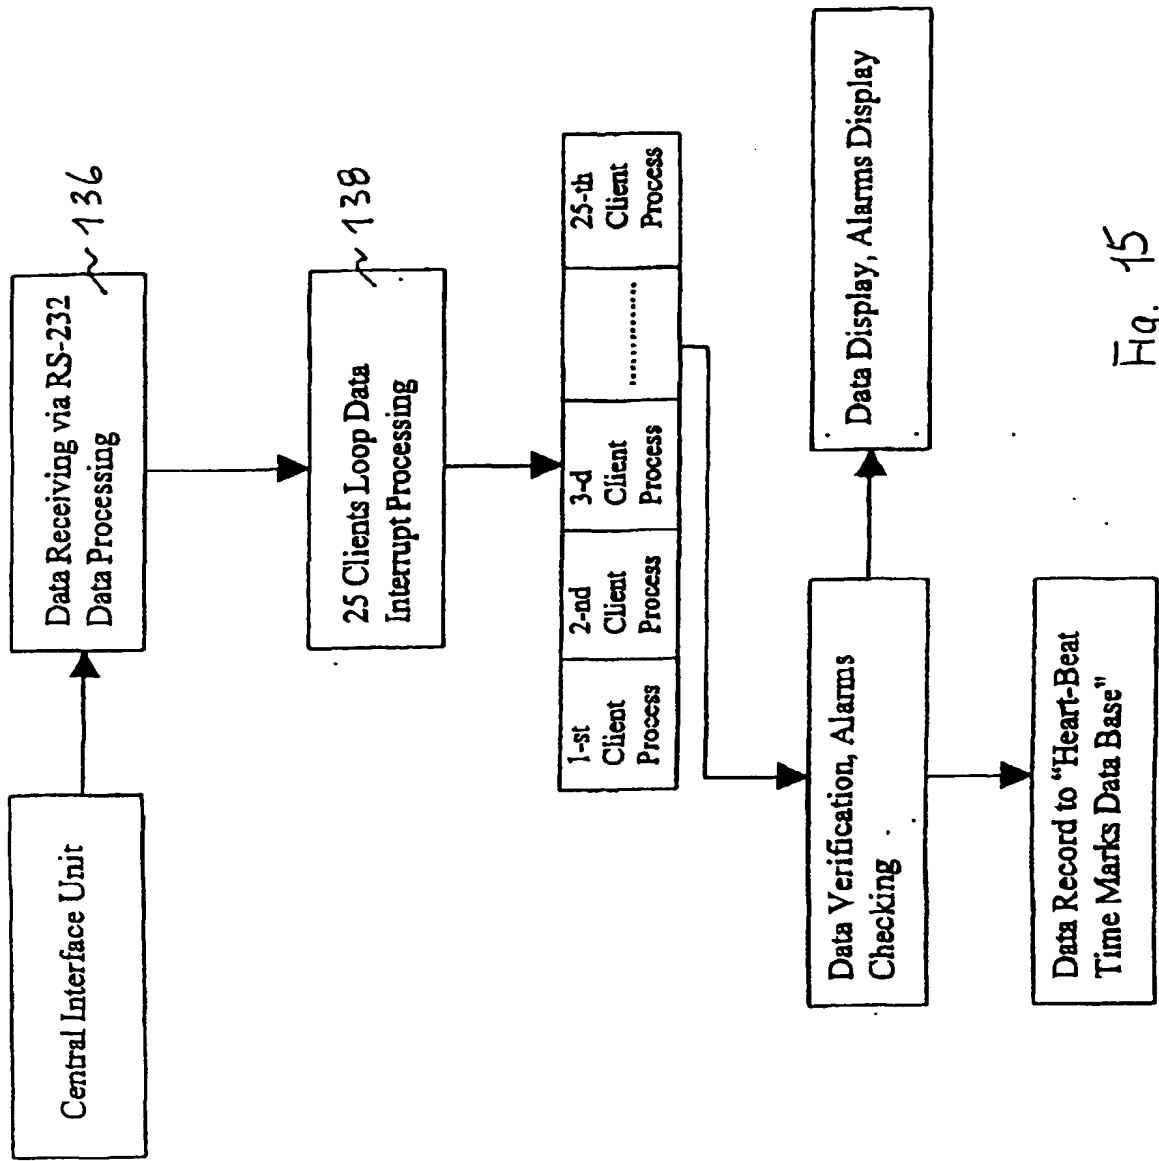 Central Interface Unit
Data Receiving via RS-232
Data Processing
136
25 Clients Loop Data
Interrupt Processing
138
1-st
Client
Process
2-nd
Client
Process
3-d
Client
Process
..............
25-th
Client
Process
Data Verification, Alarms
Checking
Data Display, Alarms Display
Data Record to “Heart-Beat
Time Marks Data Base”
Fig. 15